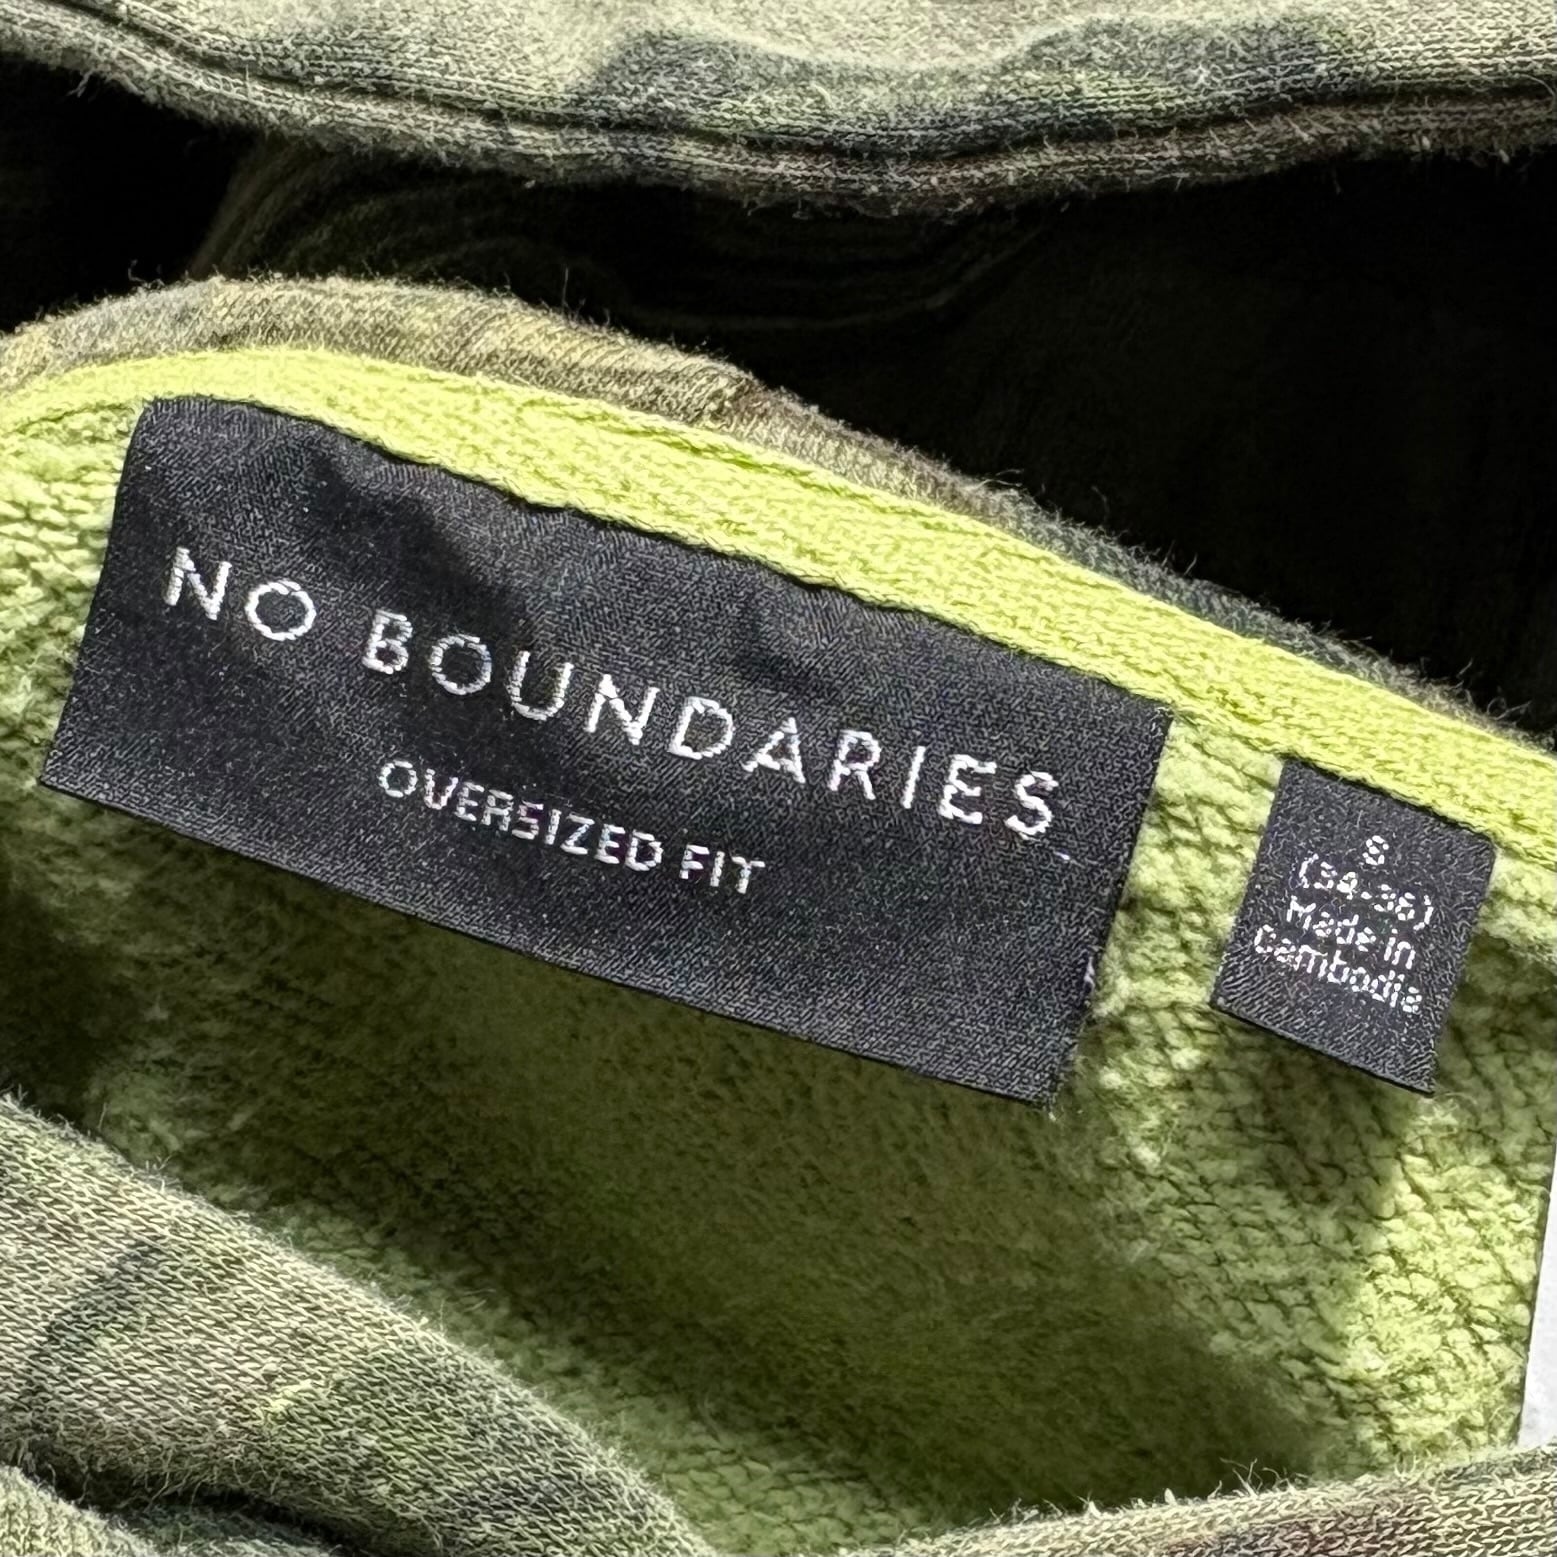 NO BOUNDARIES
OVERSIZED FIT
S
(34-36)
Made in
Cambodia